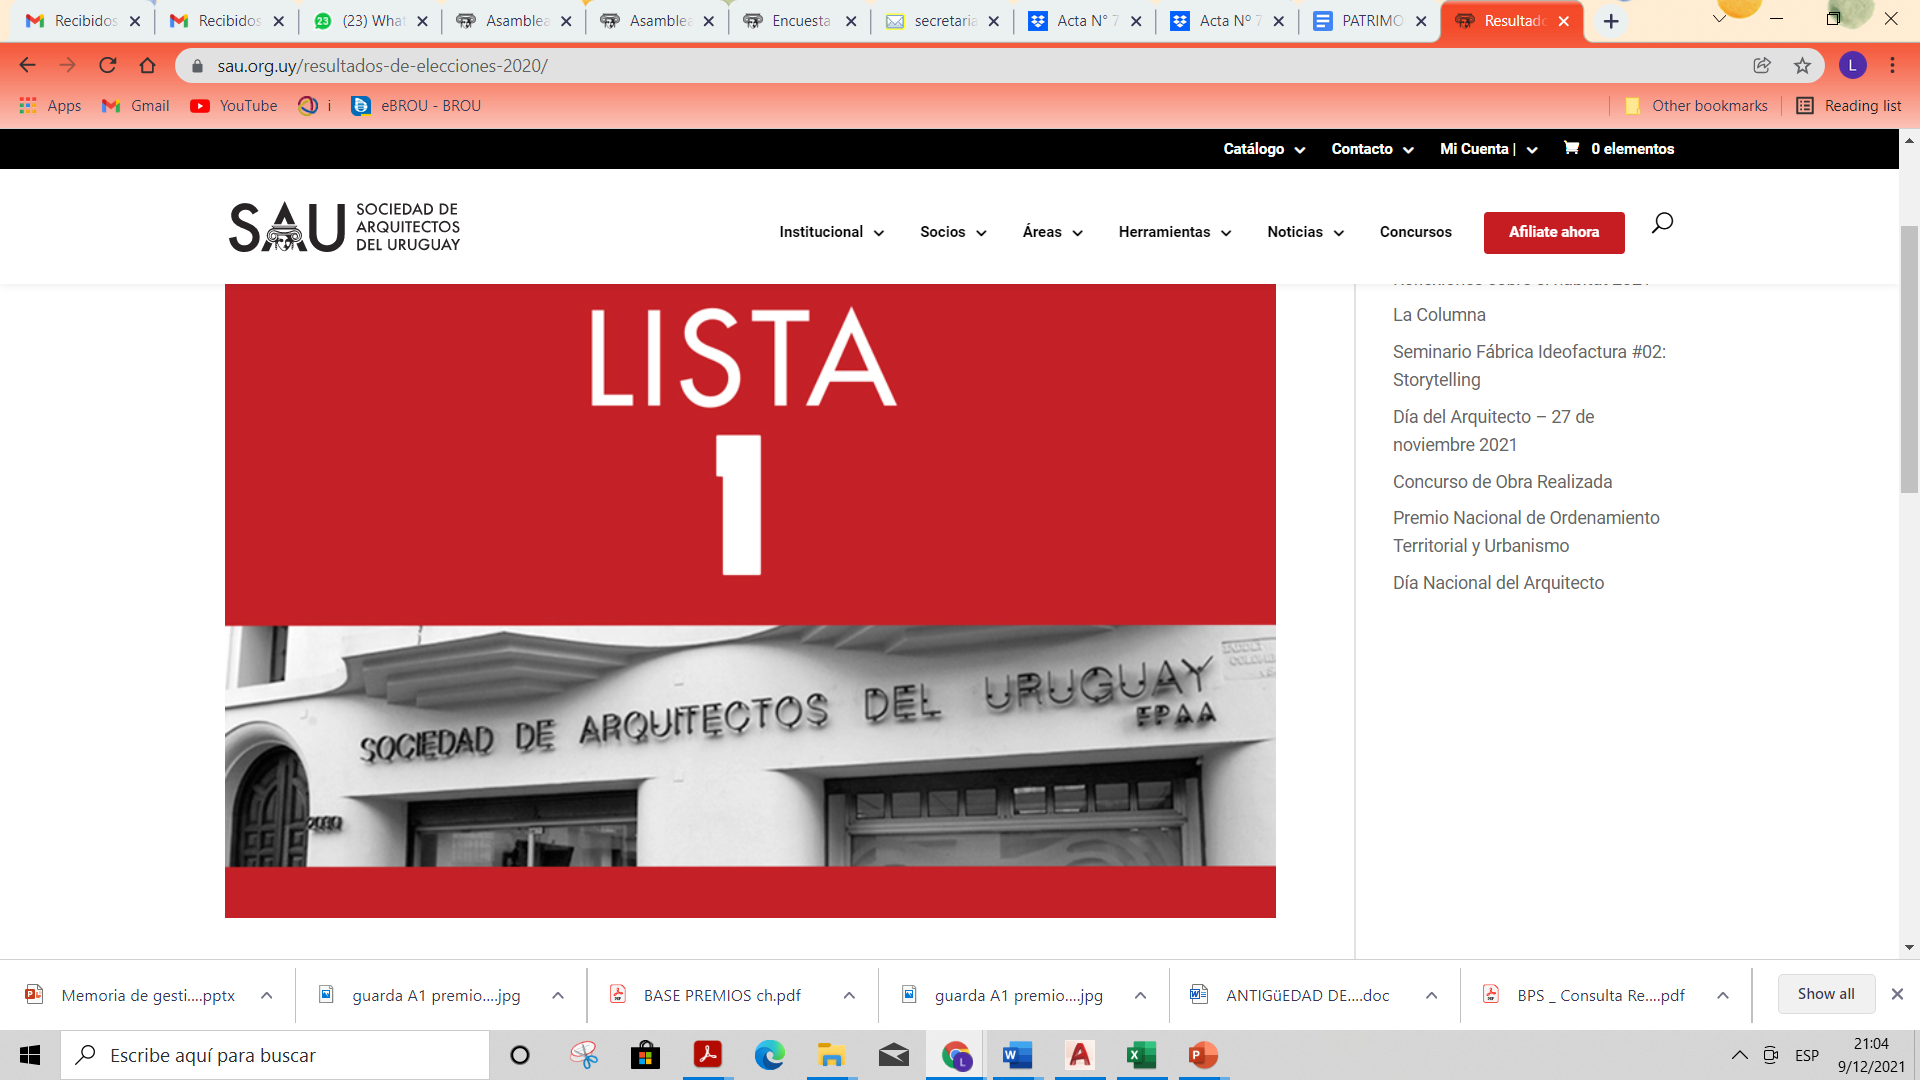 Recibidos
Recibidos
(23) What
Asamblea
Asamblea
Encuesta
secretaria
Acta N° 7
Acta Nº 7
PATRIMO
Resultado
sau.org.uy/resultados-de-elecciones-2020/
L
Apps
Gmail
YouTube
i
eBROU - BROU
Other bookmarks
Reading list
Catálogo
Contacto
Mi Cuenta |
0 elementos
SAU
SOCIEDAD DE
ARQUITECTOS
DEL URUGUAY
Institucional
Socios
Áreas
Herramientas
Noticias
Concursos
Afiliate ahora
LISTA
1
SOCIEDAD DE ARQUITECTOS DEL URUGUAY
EPAA
2030
La Columna
Seminario Fábrica Ideofactura #02:
Storytelling
Día del Arquitecto – 27 de
noviembre 2021
Concurso de Obra Realizada
Premio Nacional de Ordenamiento
Territorial y Urbanismo
Día Nacional del Arquitecto
Memoria de gesti....pptx
guarda A1 premio....jpg
BASE PREMIOS ch.pdf
guarda A1 premio....jpg
ANTIGüEDAD DE....doc
BPS _ Consulta Re....pdf
Show all
Escribe aquí para buscar
ESP
21:04
9/12/2021